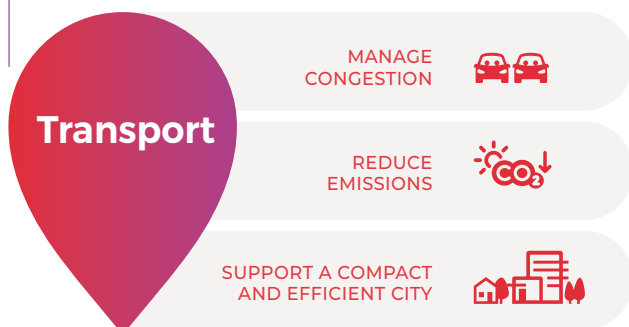 Transport
MANAGE
CONGESTION
REDUCE
EMISSIONS
CO2
SUPPORT A COMPACT
AND EFFICIENT CITY